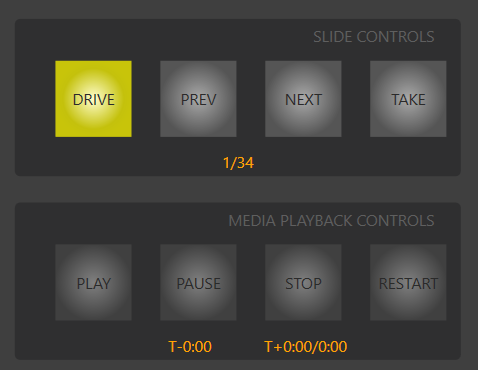 SLIDE CONTROLS
DRIVE PREV NEXT TAKE
1/34
MEDIA PLAYBACK CONTROLS
PLAY PAUSE STOP RESTART
T-0:00 T+0:00/0:00